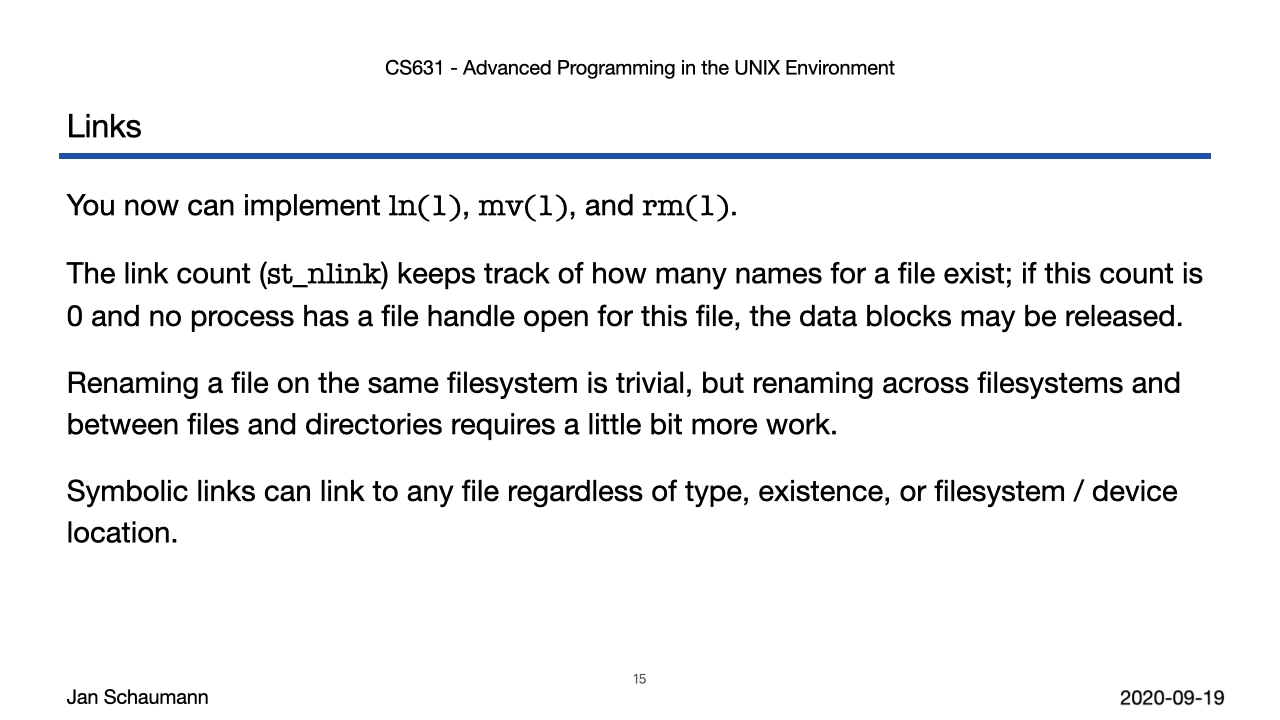 CS631 - Advanced Programming in the UNIX Environment
Links
You now can implement ln(1), mv(1), and rm(1).
The link count (st_nlink) keeps track of how many names for a file exist; if this count is
0 and no process has a file handle open for this file, the data blocks may be released.
Renaming a file on the same filesystem is trivial, but renaming across filesystems and
between files and directories requires a little bit more work.
Symbolic links can link to any file regardless of type, existence, or filesystem / device
location.
15
Jan Schaumann
2020-09-19